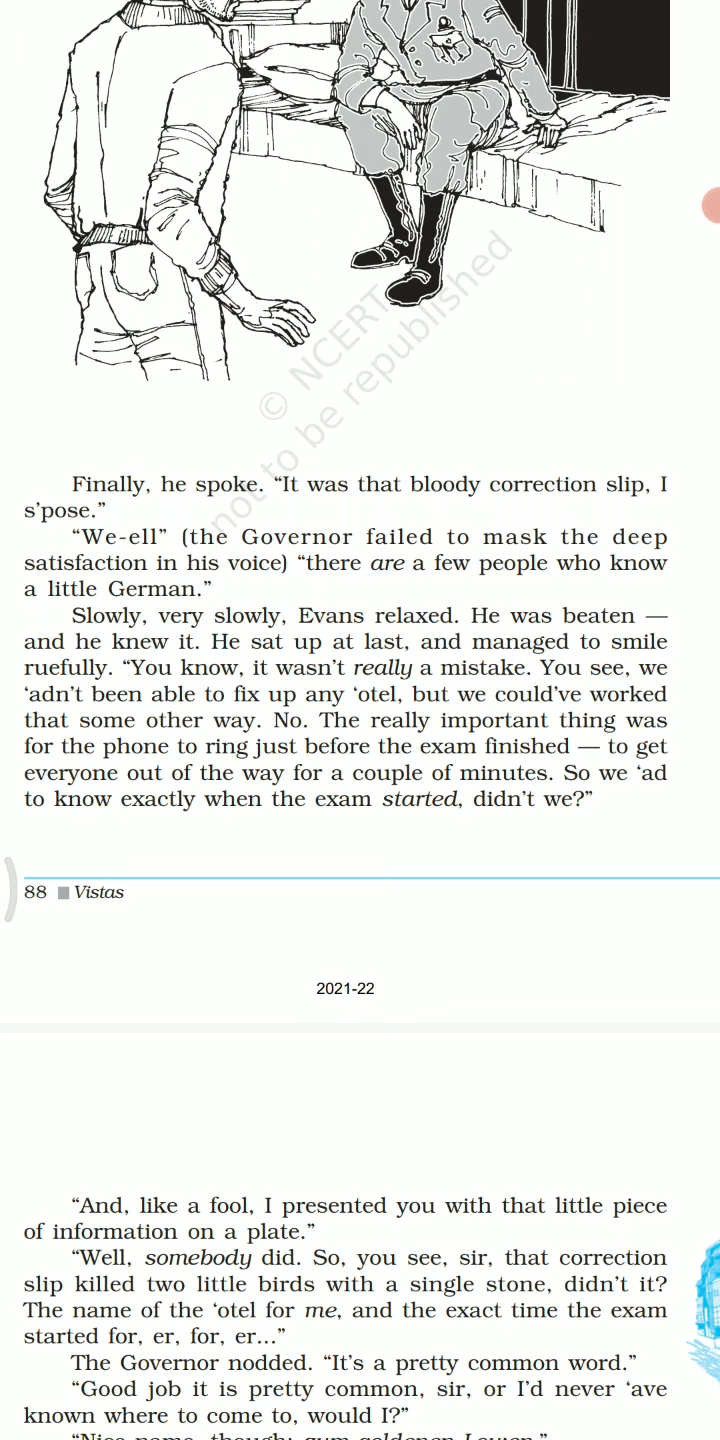 © NCERT
not to be republished
Finally, he spoke. “It was that bloody correction slip, I
s’pose.”
“We-ell” (the Governor failed to mask the deep
satisfaction in his voice) “there are a few people who know
a little German.”
Slowly, very slowly, Evans relaxed. He was beaten —
and he knew it. He sat up at last, and managed to smile
ruefully. “You know, it wasn’t really a mistake. You see, we
‘adn’t been able to fix up any ‘otel, but we could’ve worked
that some other way. No. The really important thing was
for the phone to ring just before the exam finished — to get
everyone out of the way for a couple of minutes. So we ‘ad
to know exactly when the exam started, didn’t we?”
88 ■ Vistas
2021-22
“And, like a fool, I presented you with that little piece
of information on a plate.”
“Well, somebody did. So, you see, sir, that correction
slip killed two little birds with a single stone, didn’t it?
The name of the ‘otel for me, and the exact time the exam
started for, er, for, er...”
The Governor nodded. “It’s a pretty common word.”
“Good job it is pretty common, sir, or I’d never ‘ave
known where to come to, would I?”
“Nice name, though: zum goldenen Lowen.”